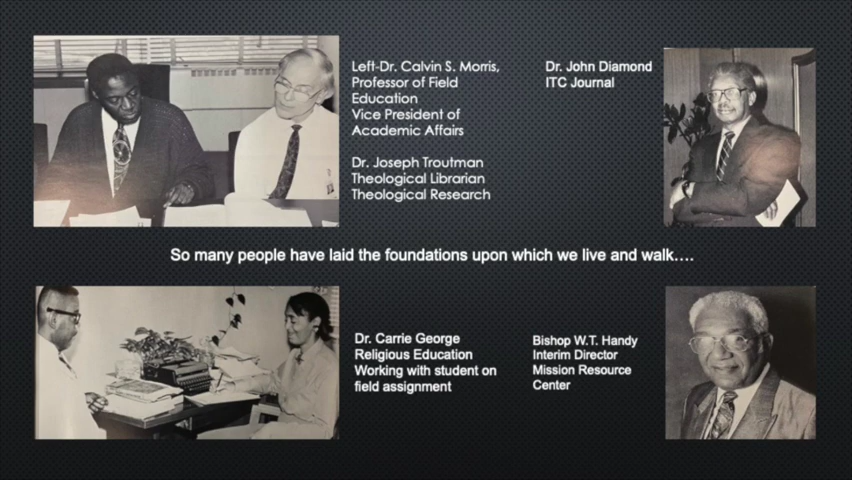 Left-Dr. Calvin S. Morris,
Professor of Field
Education
Vice President of
Academic Affairs
Dr. Joseph Troutman
Theological Librarian
Theological Research
Dr. John Diamond
ITC Journal
So many people have laid the foundations upon which we live and walk….
Dr. Carrie George
Religious Education
Working with student on
field assignment
Bishop W.T. Handy
Interim Director
Mission Resource
Center